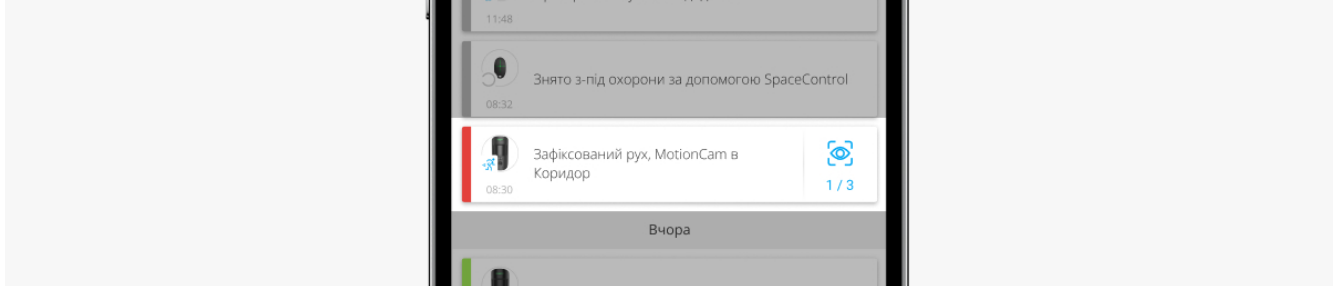 11:48
Знято з-під охорони за допомогою SpaceControl
08:32
Зафіксований рух, MotionCam в
Коридор
08:30
1 / 3
Вчора